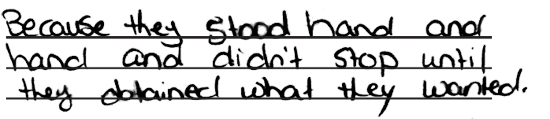 Because they stood hand and
hand and didn't stop until
they obtained what they wanted.